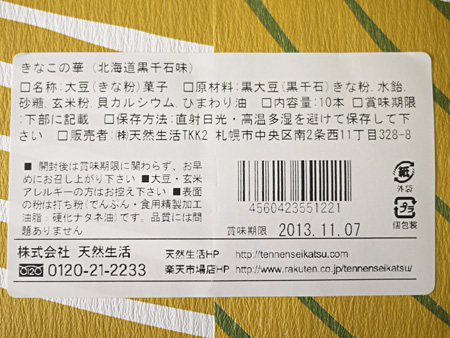 きなこの華（北海道黒千石味）
□名称:大豆(きな粉)菓子　□原材料:黒大豆(黒千石)きな粉,水飴,
砂糖,玄米粉,貝カルシウム,ひまわり油　□内容量:10本 □賞味期限
:下部に記載　□保存方法:直射日光・高温多湿を避けて保存して下
さい　□販売者:㈱天然生活TKK2 札幌市中央区南2条西11丁目328-8
■開封後は賞味期限に関わらず、お早
めにお召し上がり下さい ■大豆・玄米
アレルギーの方はお控え下さい ■表面
の粉は打ち粉(でんぷん・食用精製加工
油脂:硬化ナタネ油)です。品質には問
題ありません
4560423551221
賞味期限 2013.11.07
紙
外袋
プラ
個包装
株式会社 天然生活
0120-21-2233
天然生活HP http://tennenseikatsu.com/
楽天市場店HP http://www.rakuten.co.jp/tennenseikatsu/